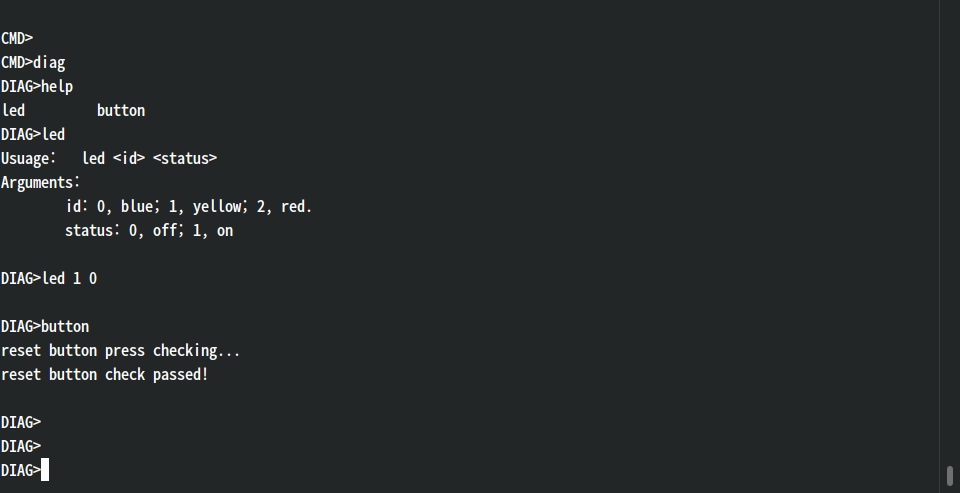 CMD>
CMD>diag
DIAG>help
led         button
DIAG>led
Usuage:   led <id> <status>
Arguments:
        id: 0, blue; 1, yellow; 2, red.
        status: 0, off; 1, on
DIAG>led 1 0
DIAG>button
reset button press checking...
reset button check passed!
DIAG>
DIAG>
DIAG>